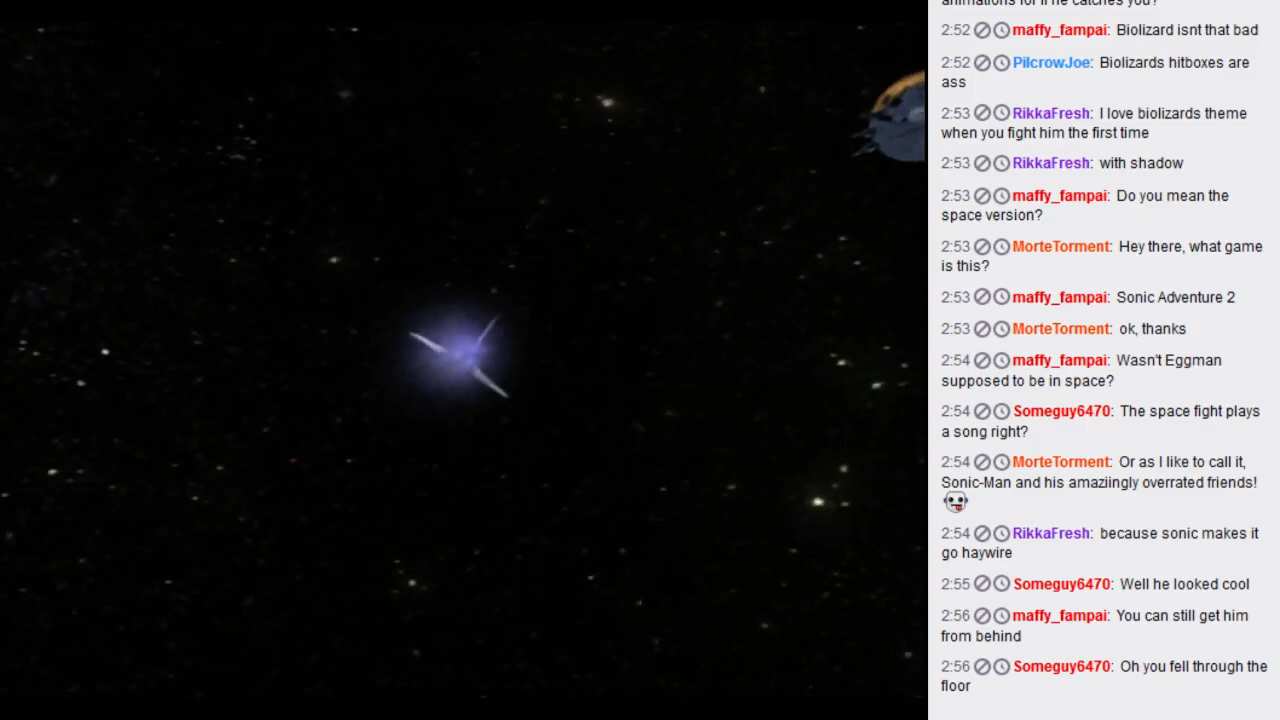 animations for if he catches you?
2:52 maffy_fampai: Biolizard isnt that bad
2:52 PilcrowJoe: Biolizards hitboxes are
ass
2:53 RikkaFresh: I love biolizards theme
when you fight him the first time
2:53 RikkaFresh: with shadow
2:53 maffy_fampai: Do you mean the
space version?
2:53 MorteTorment: Hey there, what game
is this?
2:53 maffy_fampai: Sonic Adventure 2
2:53 MorteTorment: ok, thanks
2:54 maffy_fampai: Wasn't Eggman
supposed to be in space?
2:54 Someguy6470: The space fight plays
a song right?
2:54 MorteTorment: Or as I like to call it,
Sonic-Man and his amaziingly overrated friends!
2:54 RikkaFresh: because sonic makes it
go haywire
2:55 Someguy6470: Well he looked cool
2:56 maffy_fampai: You can still get him
from behind
2:56 Someguy6470: Oh you fell through the
floor